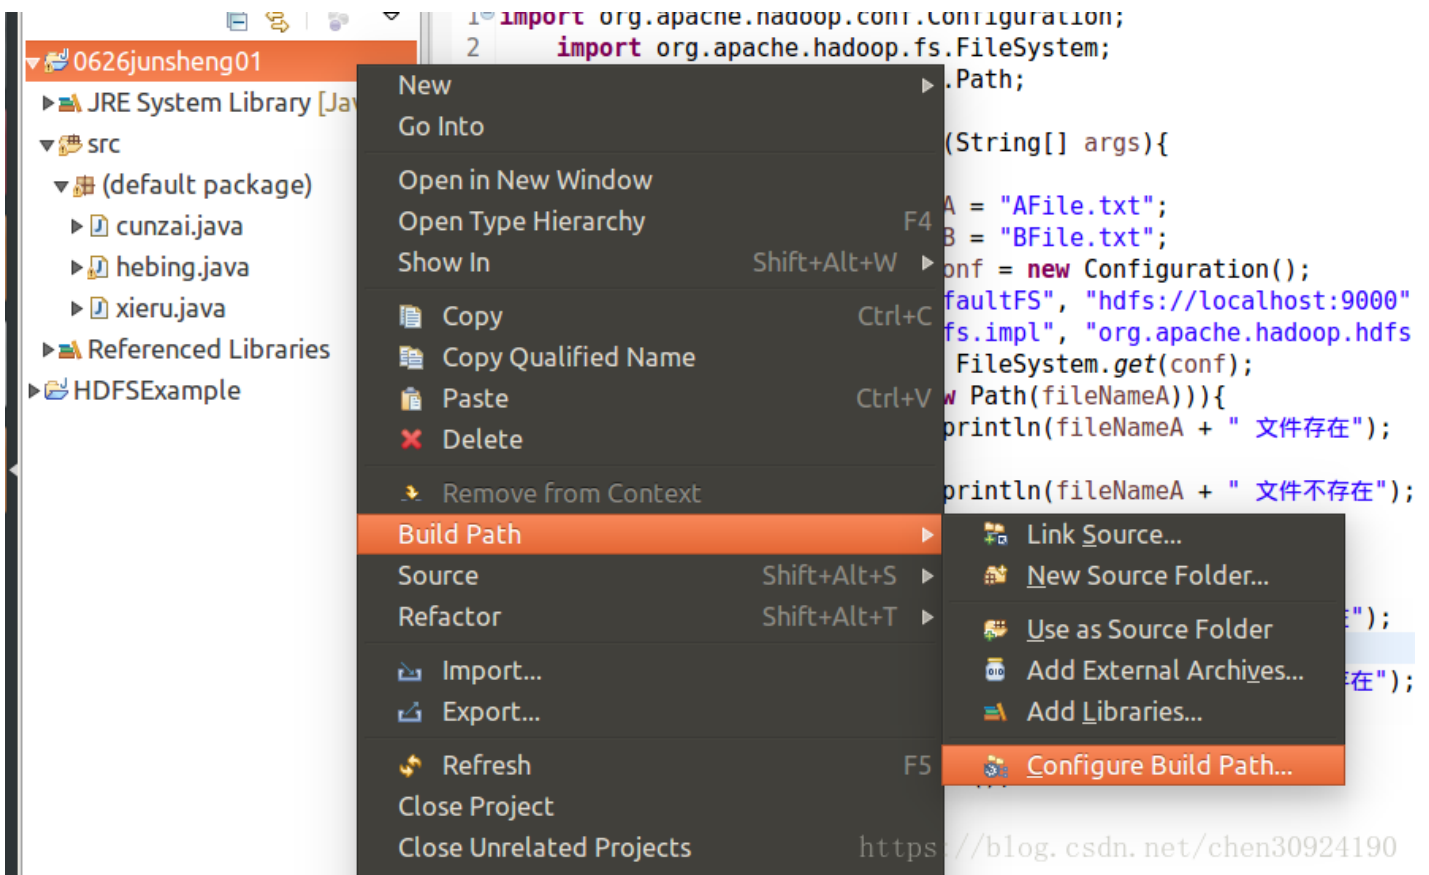 0626junsheng01
JRE System Library [Jav
src
(default package)
cunzai.java
hebing.java
xieru.java
Referenced Libraries
HDFSExample
1 import org.apache.hadoop.conf.Configuration;
2 import org.apache.hadoop.fs.FileSystem;
.Path;
(String[] args){
A = "AFile.txt";
B = "BFile.txt";
onf = new Configuration();
faultFS", "hdfs://localhost:9000"
fs.impl", "org.apache.hadoop.hdfs
FileSystem.get(conf);
w Path(fileNameA))){
println(fileNameA + " 文件存在");
println(fileNameA + " 文件不存在");
");
在");
New
Go Into
Open in New Window
Open Type Hierarchy F4
Show In Shift+Alt+W
Copy Ctrl+C
Copy Qualified Name
Paste Ctrl+V
Delete
Remove from Context
Build Path
Source Shift+Alt+S
Refactor Shift+Alt+T
Import...
Export...
Refresh F5
Close Project
Close Unrelated Projects
Link Source...
New Source Folder...
Use as Source Folder
Add External Archives...
Add Libraries...
Configure Build Path...
https://blog.csdn.net/chen30924190